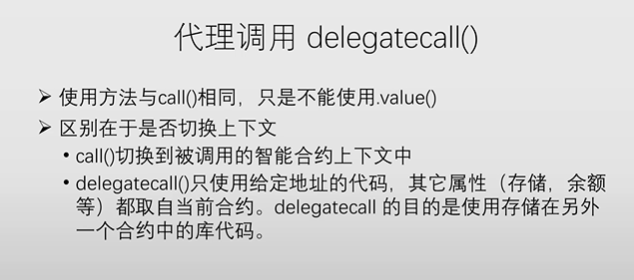 代理调用 delegatecall()
➢ 使用方法与call()相同，只是不能使用.value()
➢ 区别在于是否切换上下文
• call()切换到被调用的智能合约上下文中
• delegatecall()只使用给定地址的代码，其它属性（存储，余额
等）都取自当前合约。delegatecall 的目的是使用存储在另外
一个合约中的库代码。